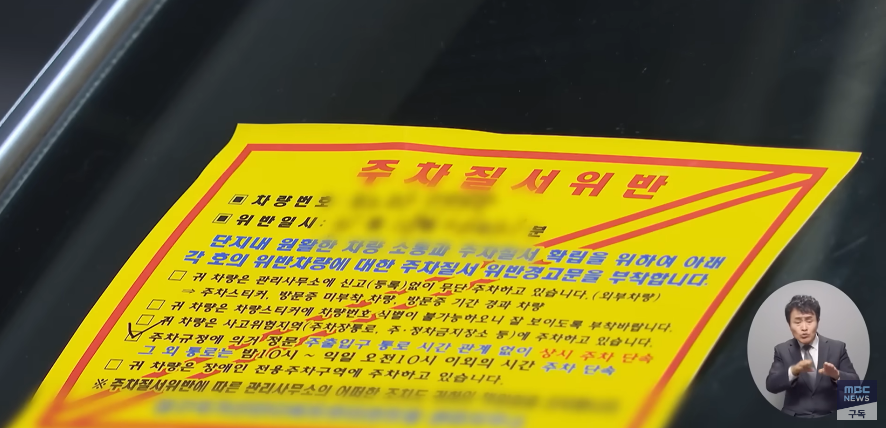 주차질서위반
▣ 차량번호
▣ 위반일시 : 분
단지내 원활한 차량 소통과 주차질서 확립을 위하여 아래
각 호의 위반차량에 대한 주차질서 위반경고문을 부착합니다.
□ 귀 차량은 관리사무소에 신고(등록)없이 무단 주차하고 있습니다. (외부차량)
⇒ 주차스티커, 방문증 미부착 차량, 방문증 기간 경과 차량
□ 귀 차량은 차량스티커에 차량번호 식별이 불가능하오니 잘 보이도록 부착바랍니다.
□ 귀 차량은 사고위험지역(주차장통로, 주·정차금지장소 등)에 주차하고 있습니다.
☑ 주차규정에 의거 정문 주출입구 통로 시간 관계 없이 상시 주차 단속
그 외 통로는 밤10시 ~ 익일 오전10시 이외의 시간 주차 단속
□ 귀 차량은 장애인 전용주차구역에 주차하고 있습니다.
※ 주차질서위반에 따른 관리사무소의 어떠한 조치도
MBC
NEWS
구독